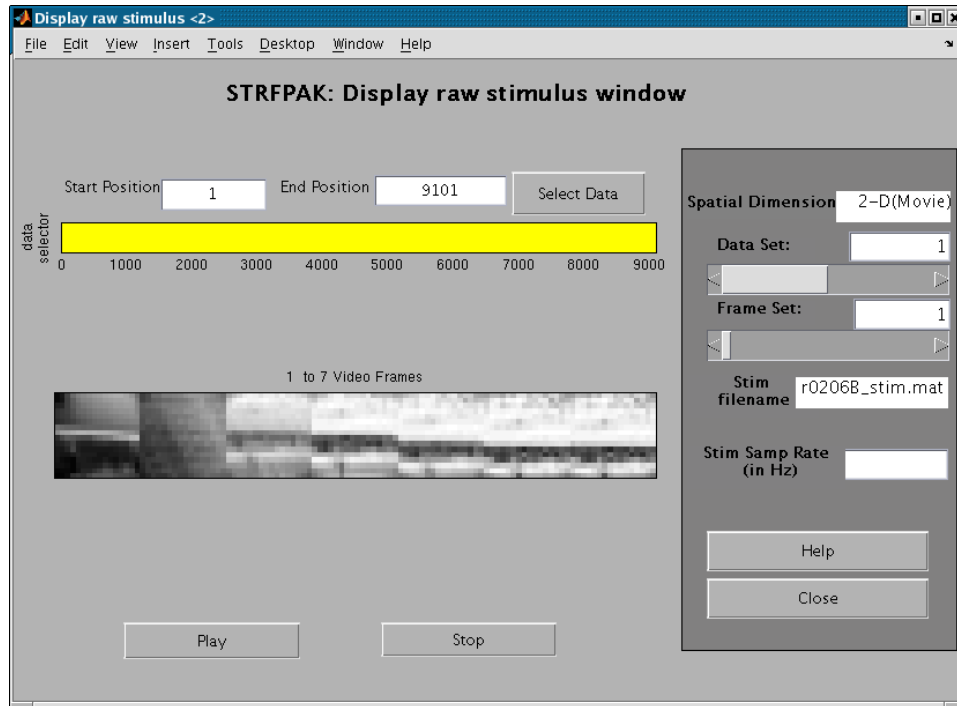 Display raw stimulus <2>
File Edit View Insert Tools Desktop Window Help
STRFPAK: Display raw stimulus window
Start Position 1 End Position 9101 Select Data
data selector
0 1000 2000 3000 4000 5000 6000 7000 8000 9000
1 to 7 Video Frames
Play Stop
Spatial Dimension 2-D(Movie)
Data Set: 1
Frame Set: 1
Stim filename r0206B_stim.mat
Stim Samp Rate (in Hz)
Help
Close